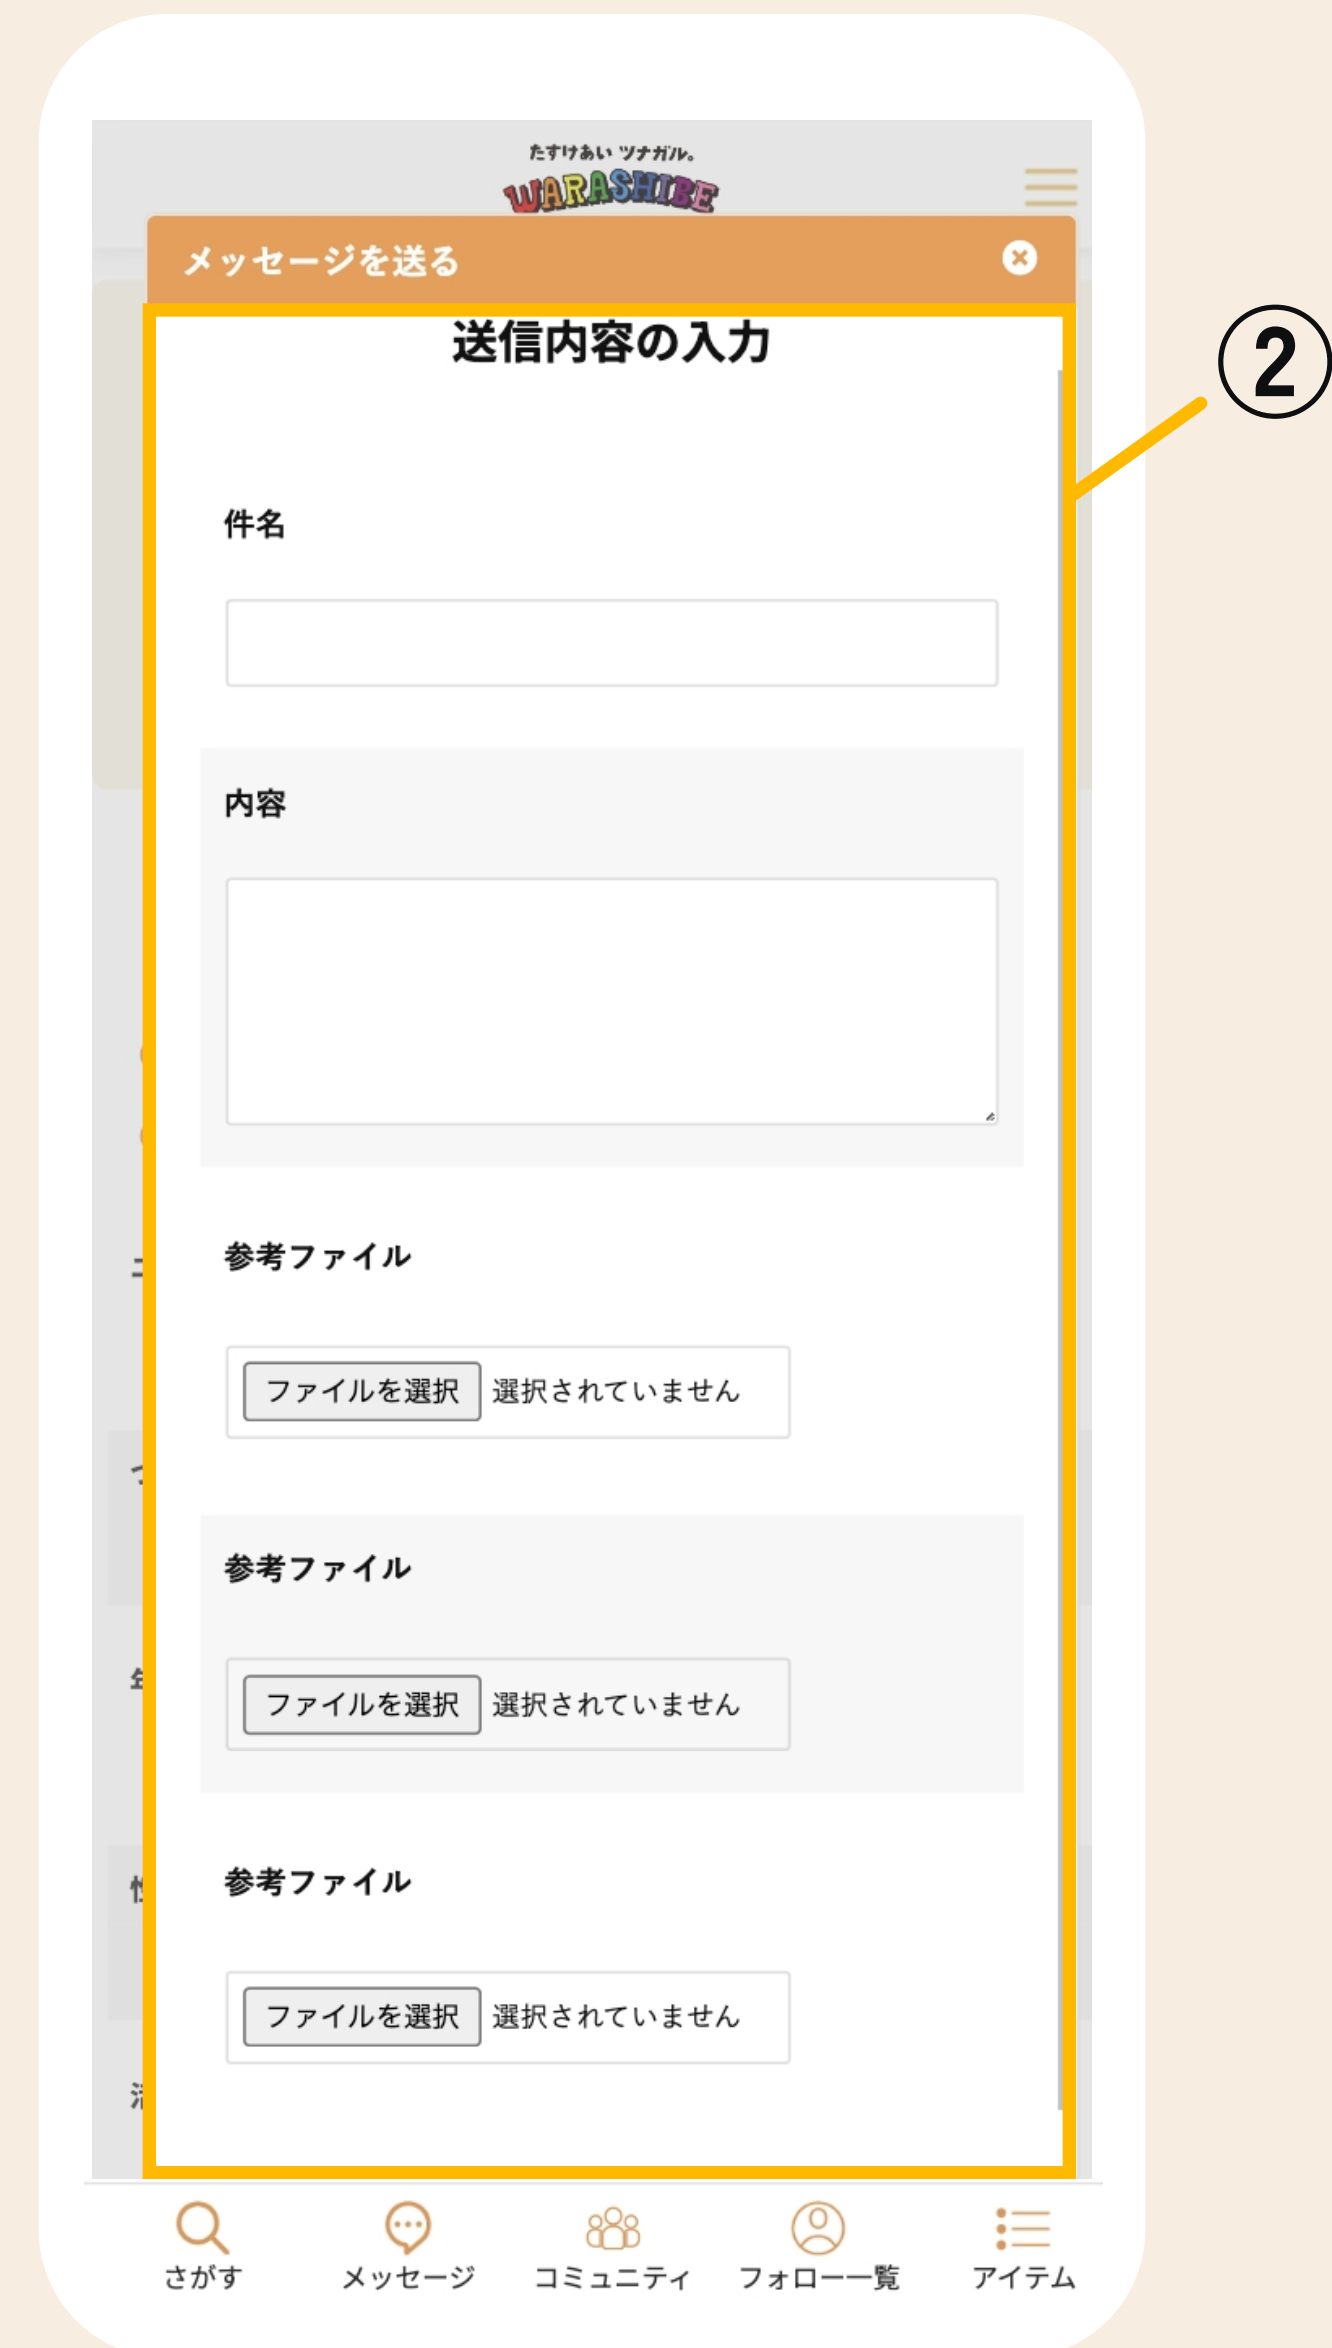 たすけあい ツナガル。
WARASHIBE
メッセージを送る
②
送信内容の入力
件名
内容
参考ファイル
ファイルを選択 選択されていません
参考ファイル
ファイルを選択 選択されていません
参考ファイル
ファイルを選択 選択されていません
さがす メッセージ コミュニティ フォロー一覧 アイテム